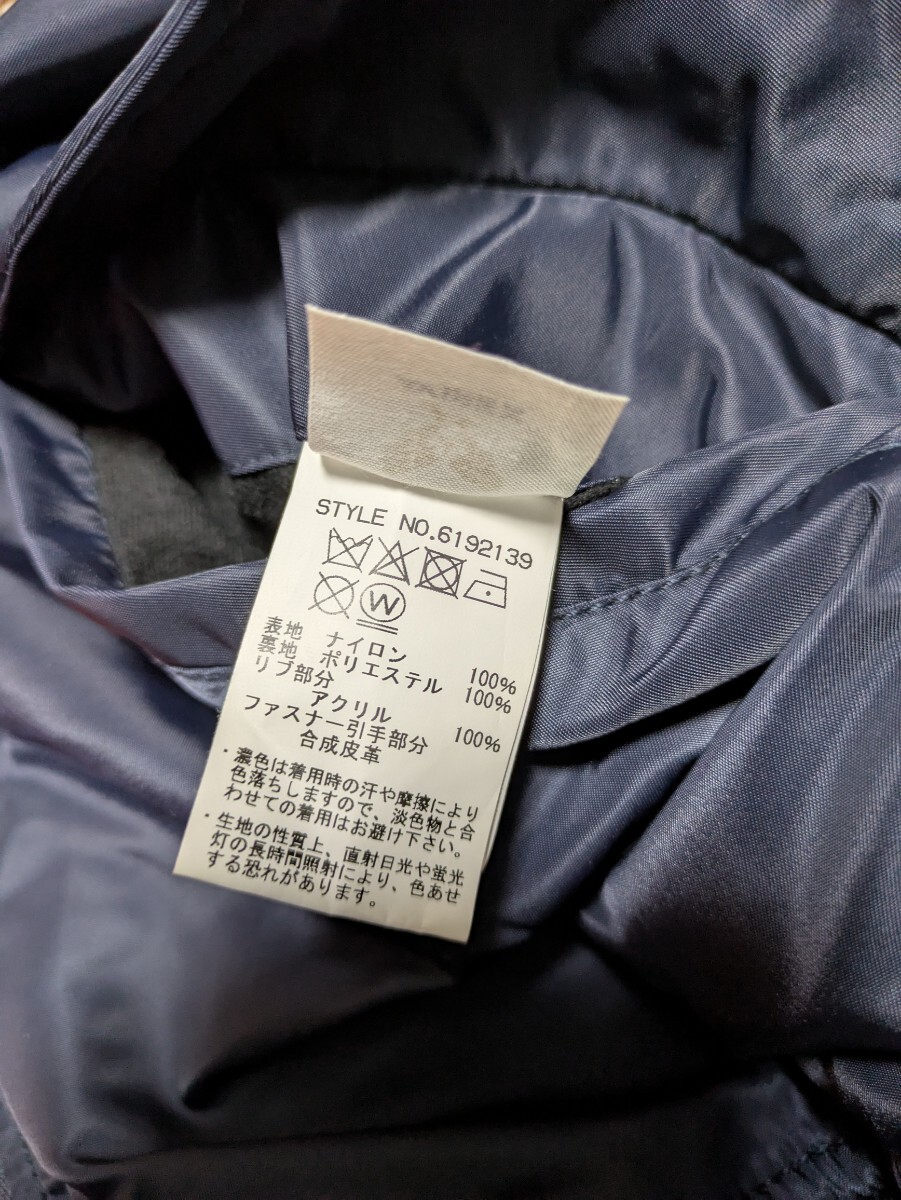 STYLE NO.6192139
W
表地 ナイロン 100%
裏地 ポリエステル 100%
リブ部分
アクリル 100%
ファスナー引手部分
合成皮革
・濃色は着用時の汗や摩擦により
色落ちしますので、淡色物と合
わせての着用はお避け下さい。
・生地の性質上、直射日光や蛍光
灯の長時間照射により、色あせ
する恐れがあります。